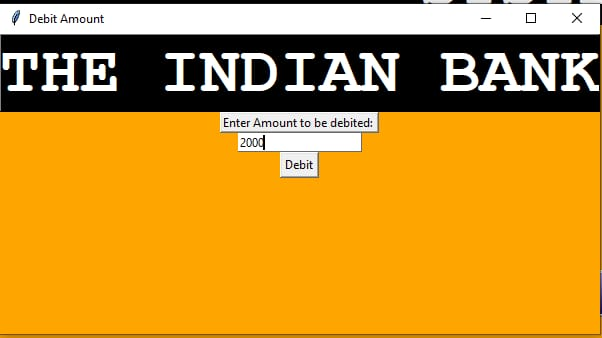 Debit Amount
THE INDIAN BANK
Enter Amount to be debited:
2000
Debit